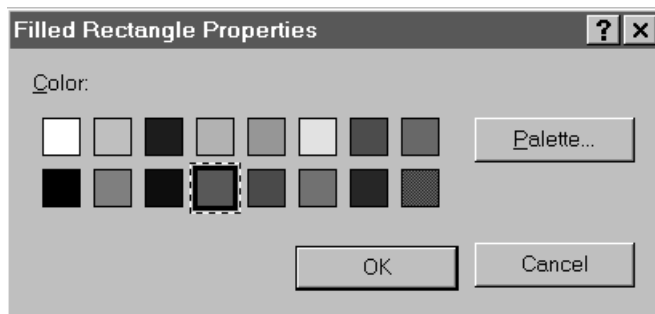 Filled Rectangle Properties ? ×
Color:
Palette...
OK
Cancel